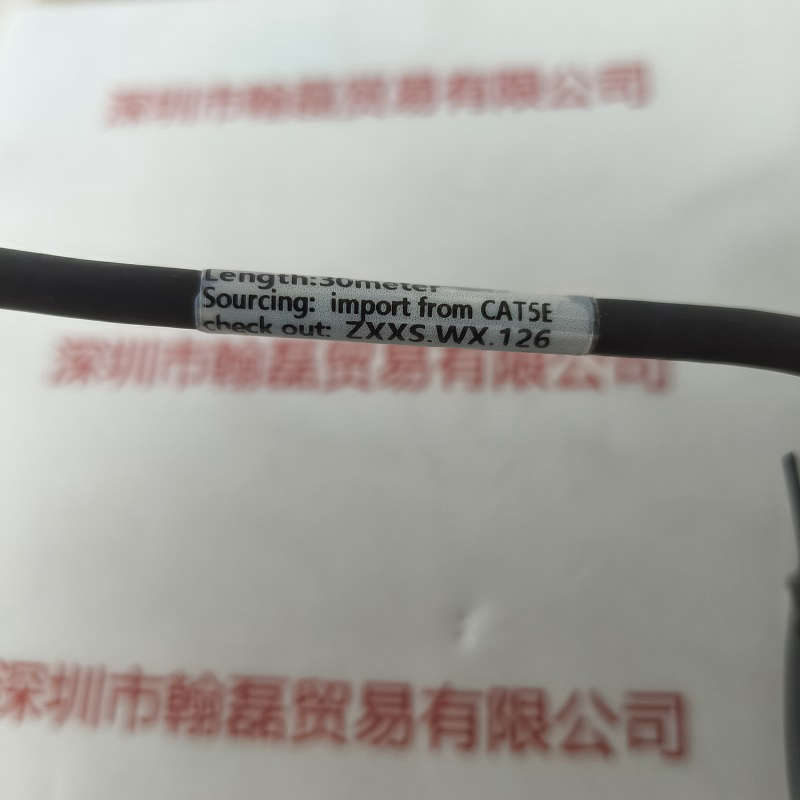 深圳市翰磊贸易有限公司
Length:30meter
Sourcing: import from CAT5E
check out: ZXXS.WX.126
深圳市翰磊贸易有限公司
深圳市翰磊贸易有限公司